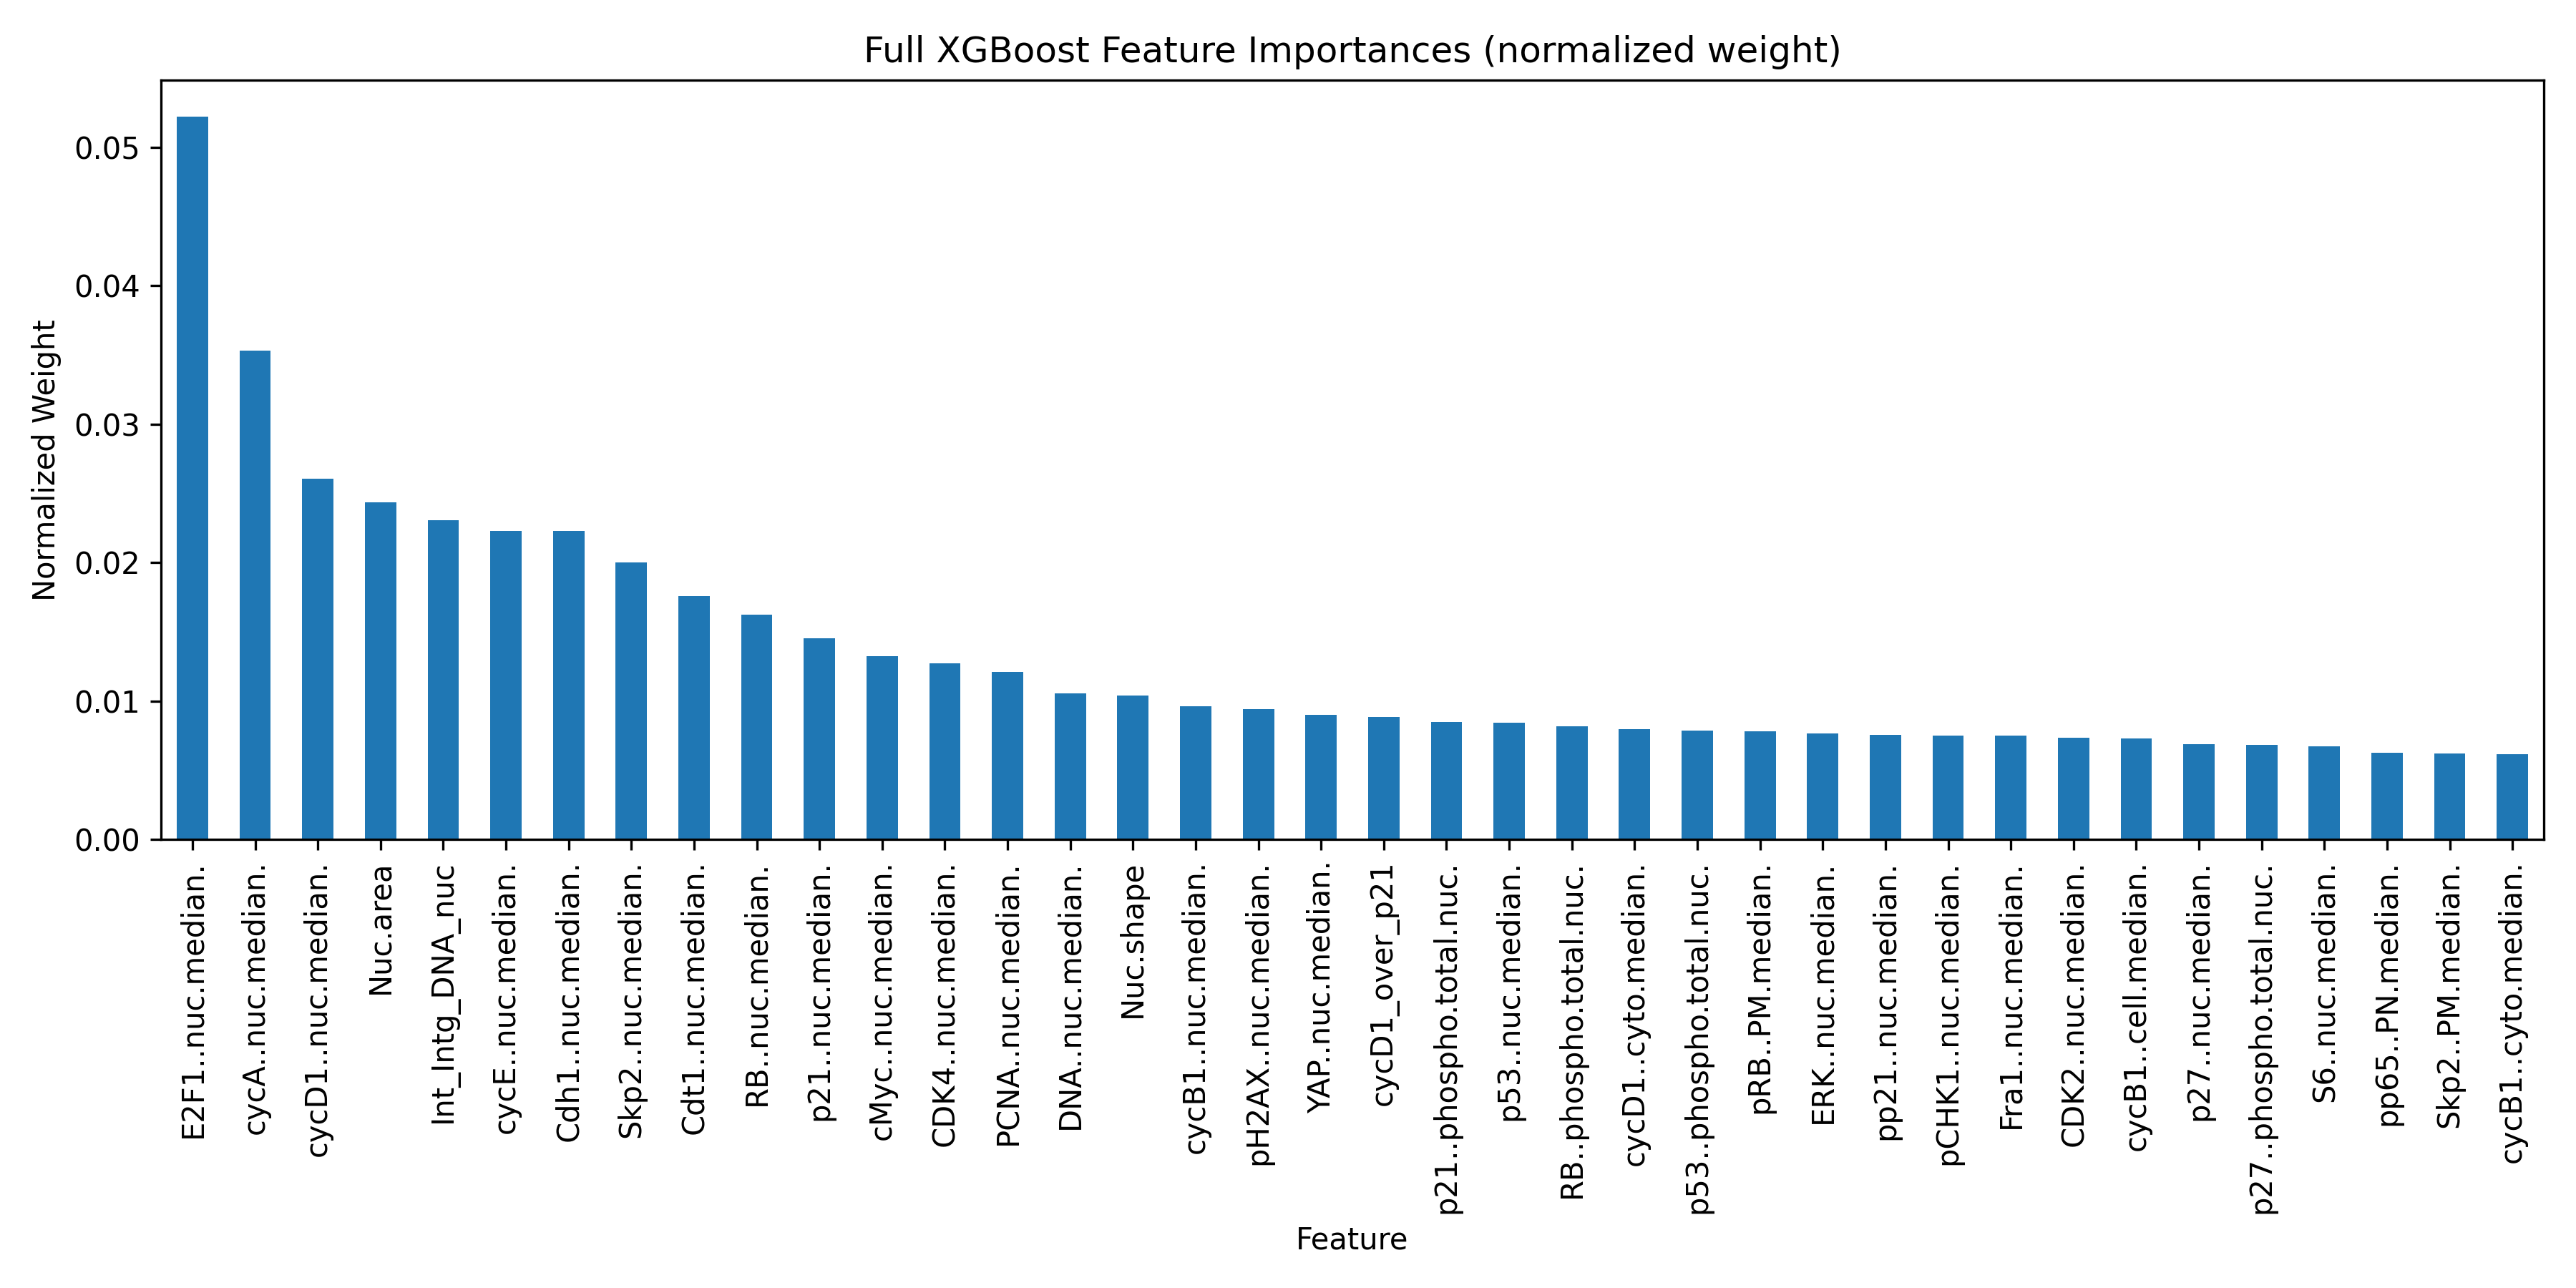 Full XGBoost Feature Importances (normalized weight)
Normalized Weight
0.05
0.04
0.03
0.02
0.01
0.00
E2F1..nuc.median.
cycA..nuc.median.
cycD1..nuc.median.
Nuc.area
Int_Intg_DNA_nuc
cycE..nuc.median.
Cdh1..nuc.median.
Skp2..nuc.median.
Cdt1..nuc.median.
RB..nuc.median.
p21..nuc.median.
cMyc..nuc.median.
CDK4..nuc.median.
PCNA..nuc.median.
DNA..nuc.median.
Nuc.shape
cycB1..nuc.median.
pH2AX..nuc.median.
YAP..nuc.median.
cycD1_over_p21
p21..phospho.total.nuc.
p53..nuc.median.
RB..phospho.total.nuc.
cycD1..cyto.median.
p53..phospho.total.nuc.
pRB..PM.median.
ERK..nuc.median.
pp21..nuc.median.
pCHK1..nuc.median.
Fra1..nuc.median.
CDK2..nuc.median.
cycB1..cell.median.
p27..nuc.median.
p27..phospho.total.nuc.
S6..nuc.median.
pp65..PN.median.
Skp2..PM.median.
cycB1..cyto.median.
Feature